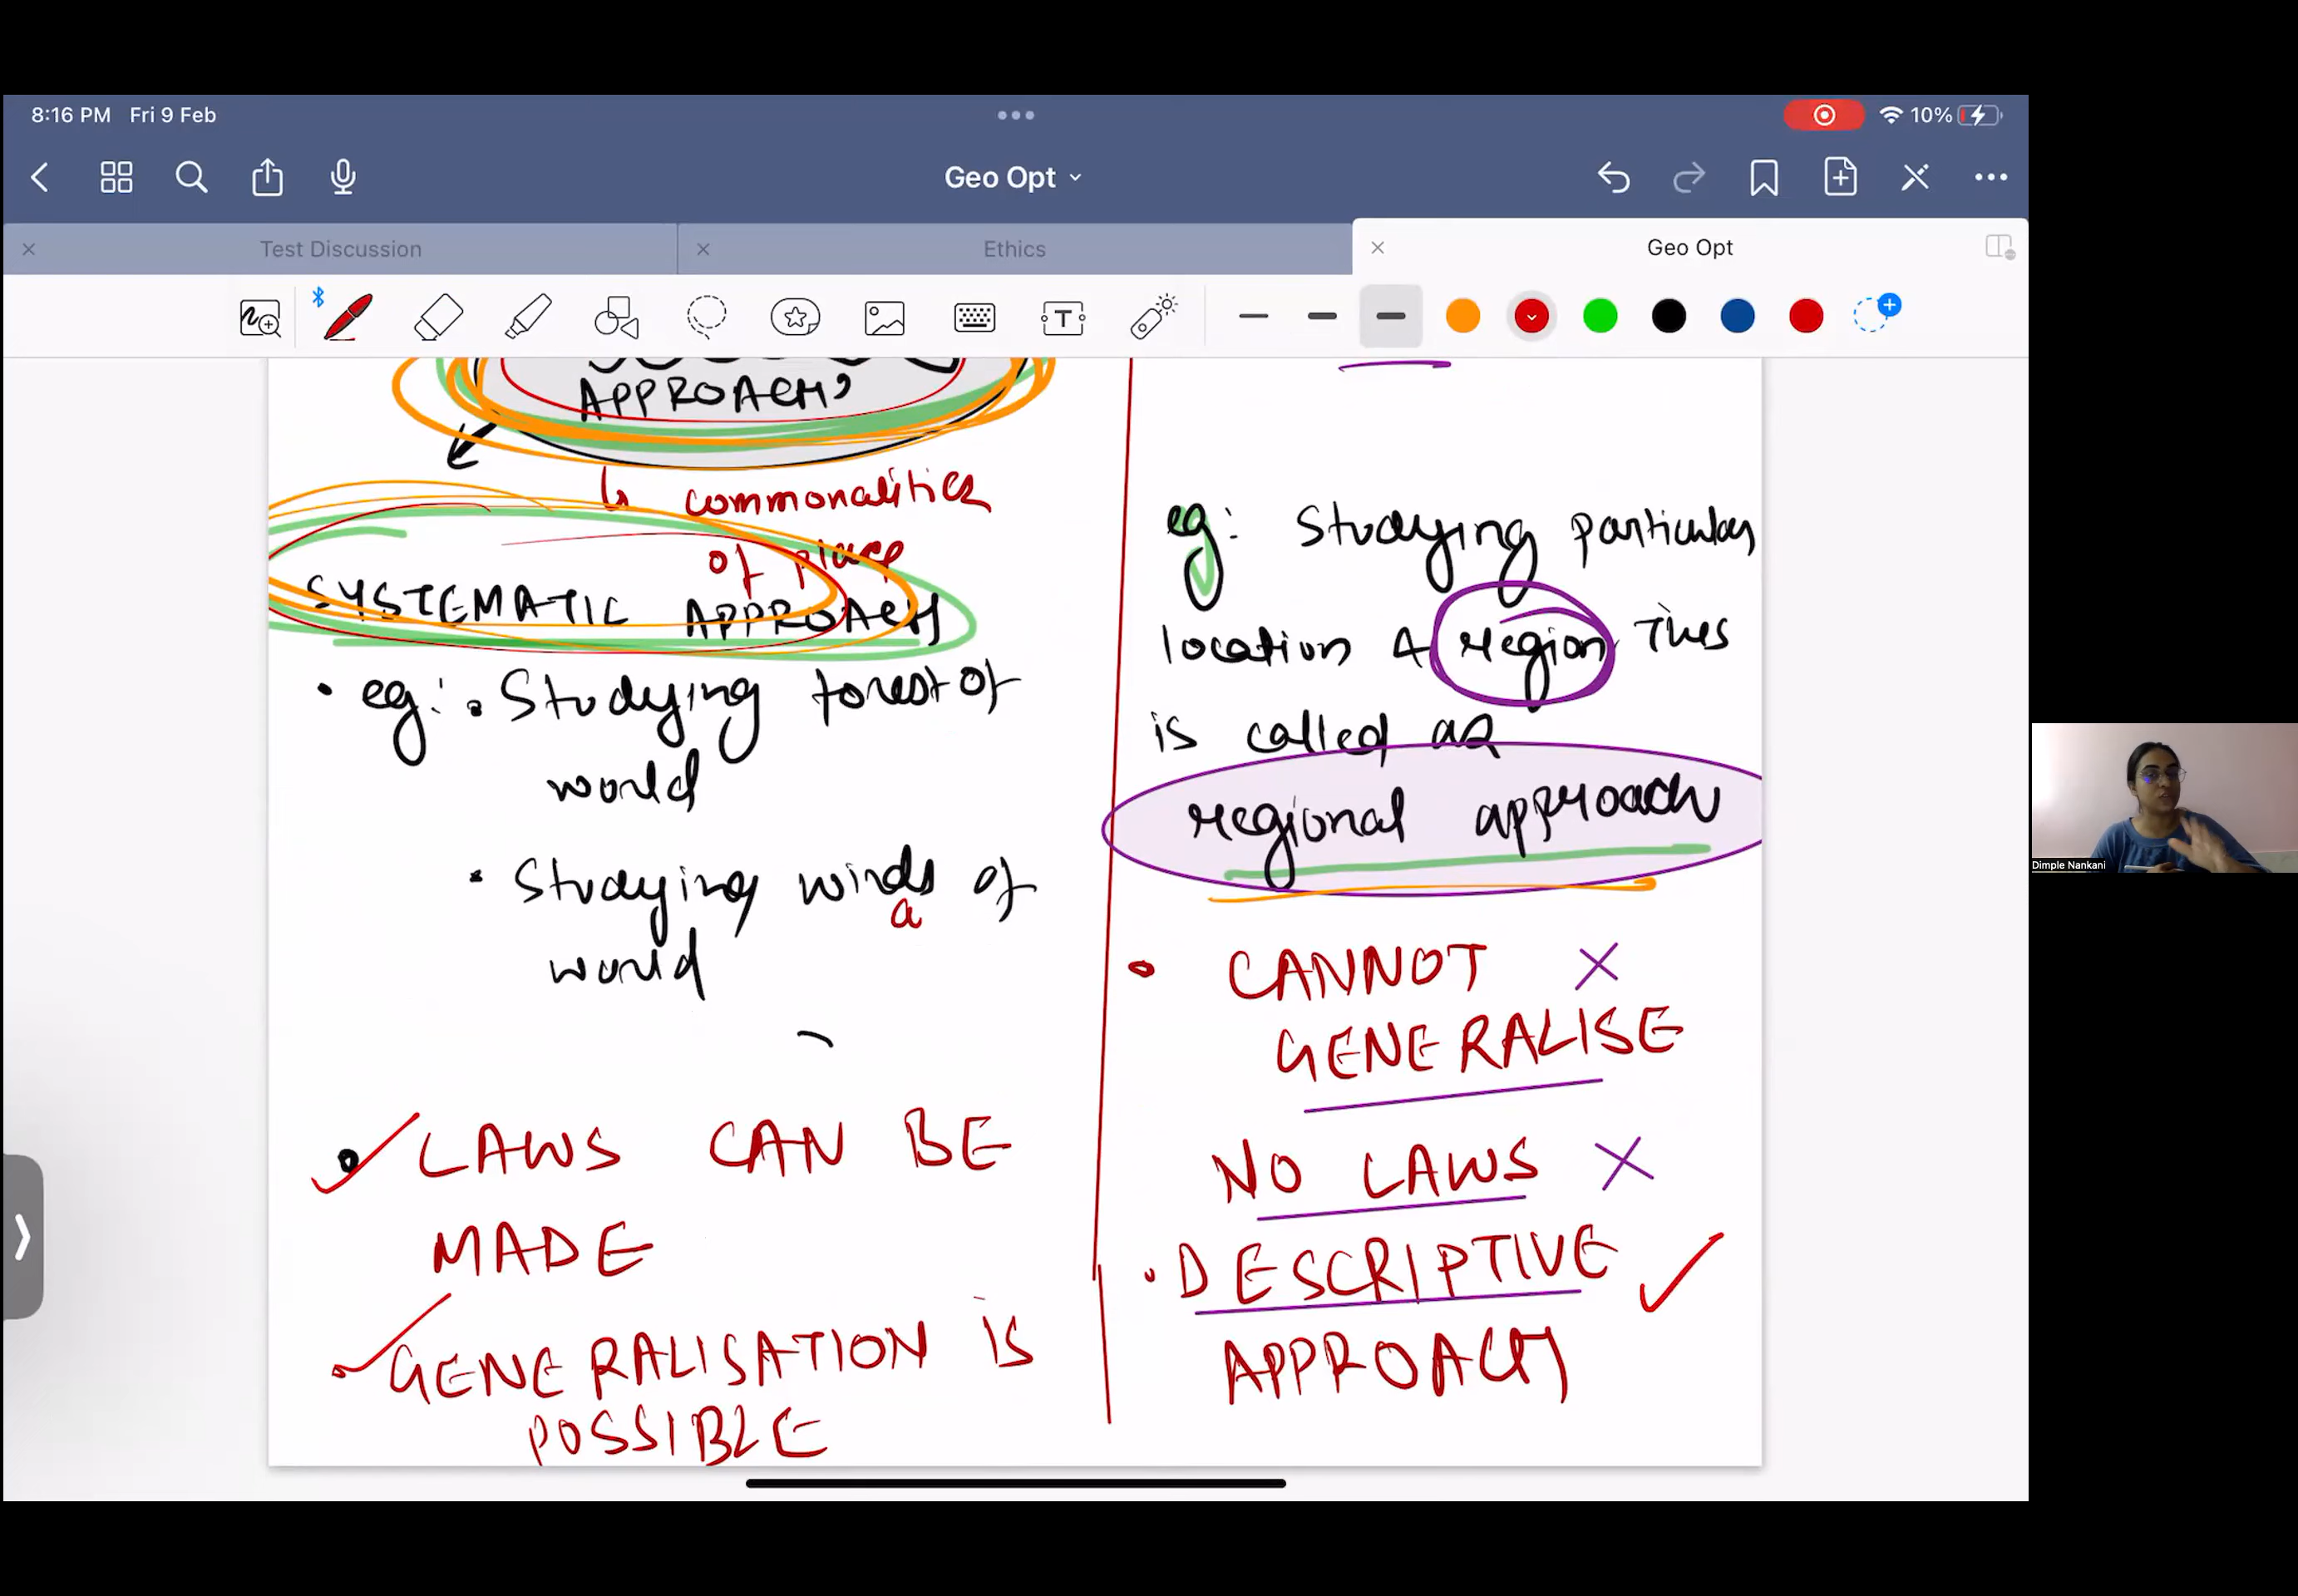 8:16 PM Fri 9 Feb
10%
Geo Opt
Test Discussion
Ethics
Geo Opt
APPROACH
commonalities
of place
SYSTEMATIC APPROACH
• eg: • Studying forest of
world
• Studying winds of
a
world
LAWS CAN BE
MADE
GENERALISATION is
POSSIBLE
eg: Studying particular
location & region This
is called as
regional approach
• CANNOT X
GENERALISE
NO LAWS X
• DESCRIPTIVE
APPROACH
Dimple Nankani